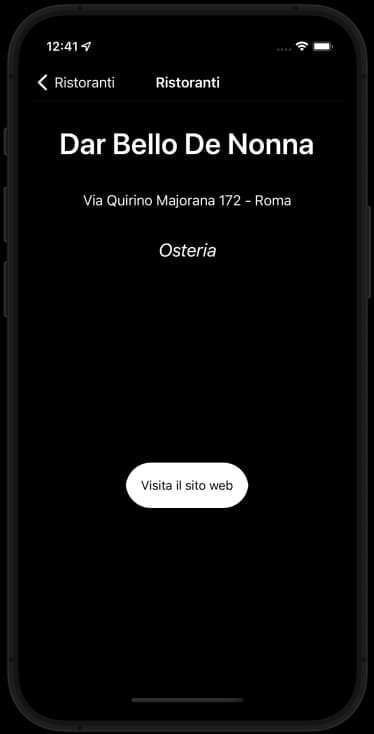 12:41
Ristoranti Ristoranti
Dar Bello De Nonna
Via Quirino Majorana 172 - Roma
Osteria
Visita il sito web